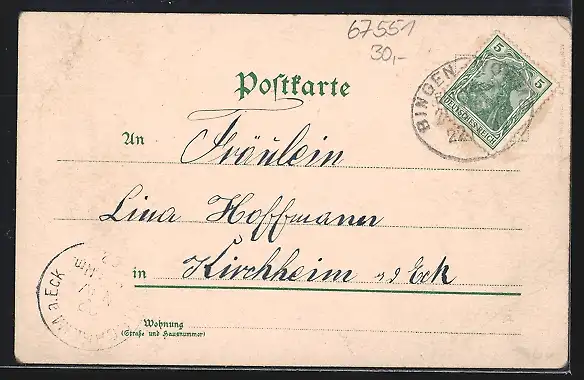 67551
30,-
Postkarte
5
5
DEUTSCHES REICH
BINGEN
22
An
Fräulein
Lina Hoffmann
in Kirchheim a d Eck
a. Eck
Wohnung
(Straße und Hausnummer)